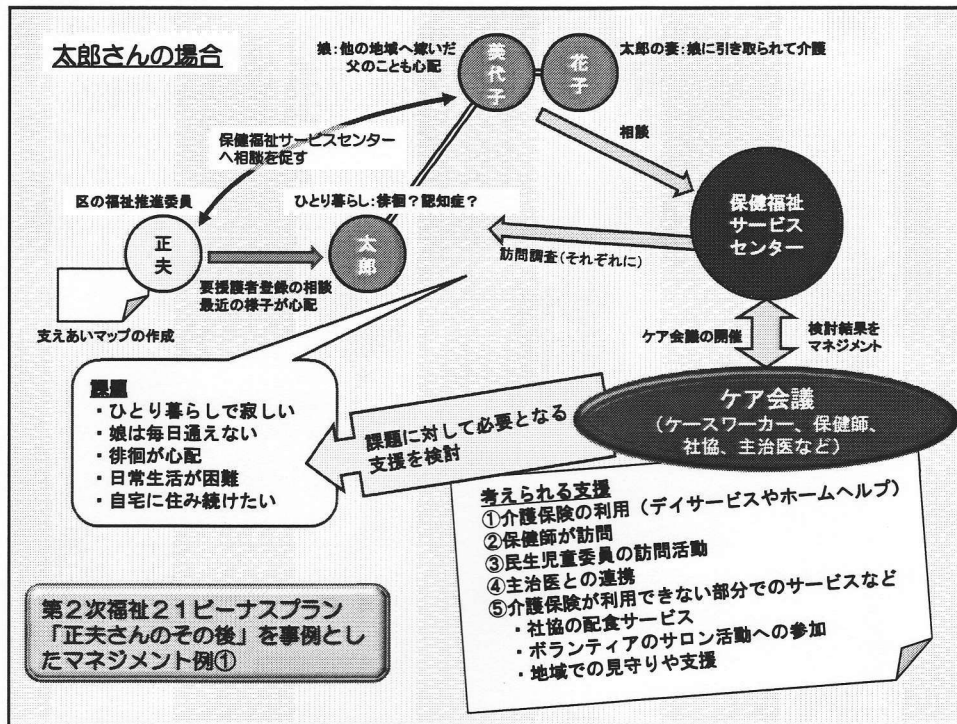 太郎さんの場合
娘：他の地域へ嫁いだ
父のことも心配
美代子
花子
太郎の妻：娘に引き取られて介護
保健福祉サービスセンター
へ相談を促す
相談
区の福祉推進委員
正夫
ひとり暮らし：徘徊？認知症？
太郎
保健福祉
サービス
センター
訪問調査（それぞれに）
要援護者登録の相談
最近の様子が心配
支えあいマップの作成
ケア会議の開催
検討結果を
マネジメント
課題
・ひとり暮らしで寂しい
・娘は毎日通えない
・徘徊が心配
・日常生活が困難
・自宅に住み続けたい
課題に対して必要となる
支援を検討
ケア会議
（ケースワーカー、保健師、
社協、主治医など）
考えられる支援
①介護保険の利用（デイサービスやホームヘルプ）
②保健師が訪問
③民生児童委員の訪問活動
④主治医との連携
⑤介護保険が利用できない部分でのサービスなど
・社協の配食サービス
・ボランティアのサロン活動への参加
・地域での見守りや支援
第２次福祉２１ビーナスプラン
「正夫さんのその後」を事例とし
たマネジメント例①